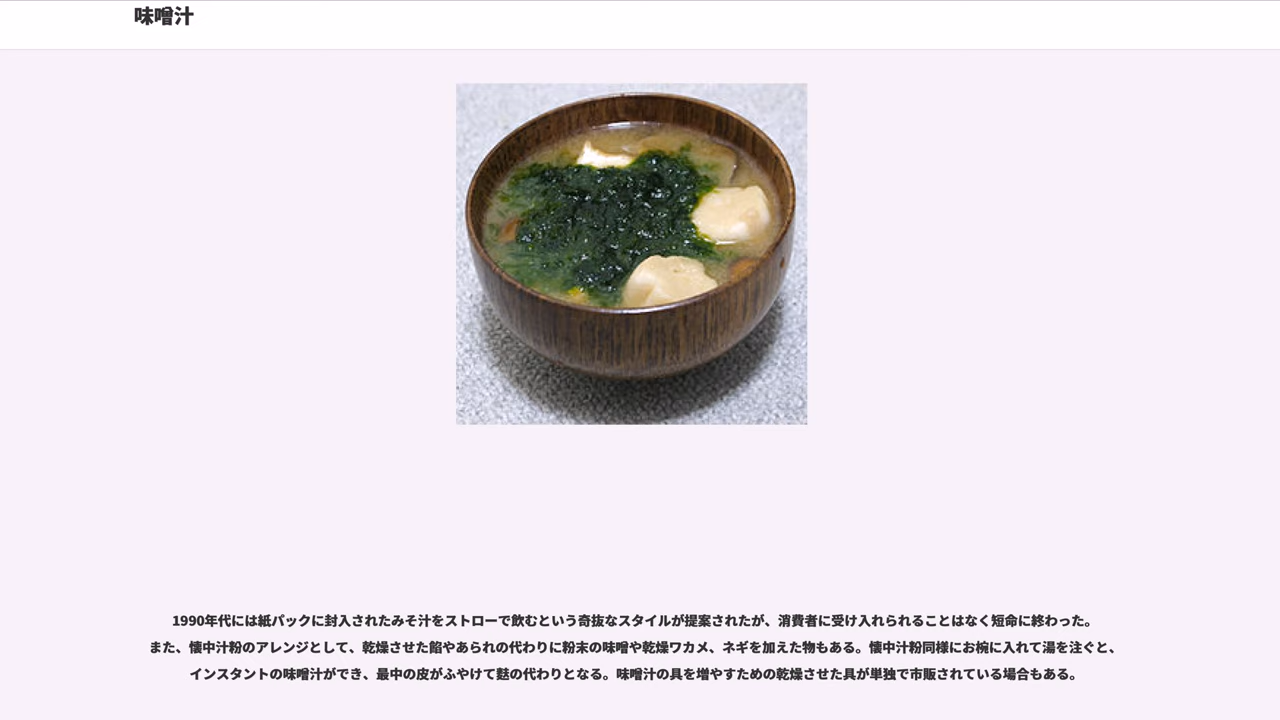 味噌汁
1990年代には紙パックに封入されたみそ汁をストローで飲むという奇抜なスタイルが提案されたが、消費者に受け入れられることはなく短命に終わった。
また、懐中汁粉のアレンジとして、乾燥させた餡やあられの代わりに粉末の味噌や乾燥ワカメ、ネギを加えた物もある。懐中汁粉同様にお椀に入れて湯を注ぐと、
インスタントの味噌汁ができ、最中の皮がふやけて麩の代わりとなる。味噌汁の具を増やすための乾燥させた具が単独で市販されている場合もある。